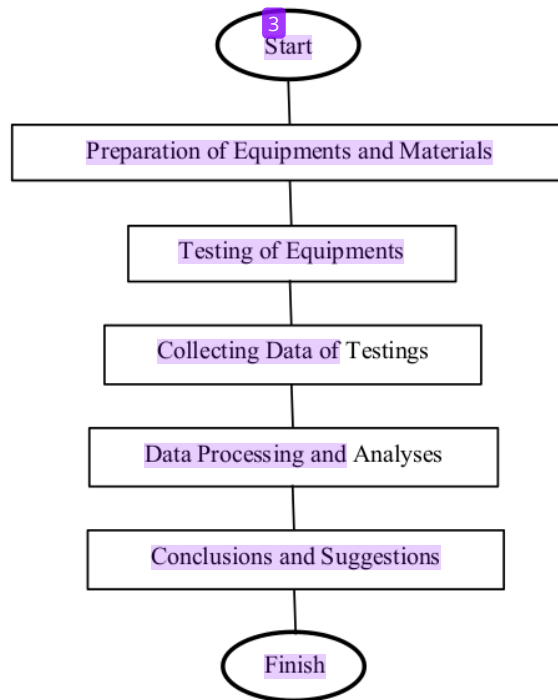 3
Start
Preparation of Equipments and Materials
Testing of Equipments
Collecting Data of Testings
Data Processing and Analyses
Conclusions and Suggestions
Finish